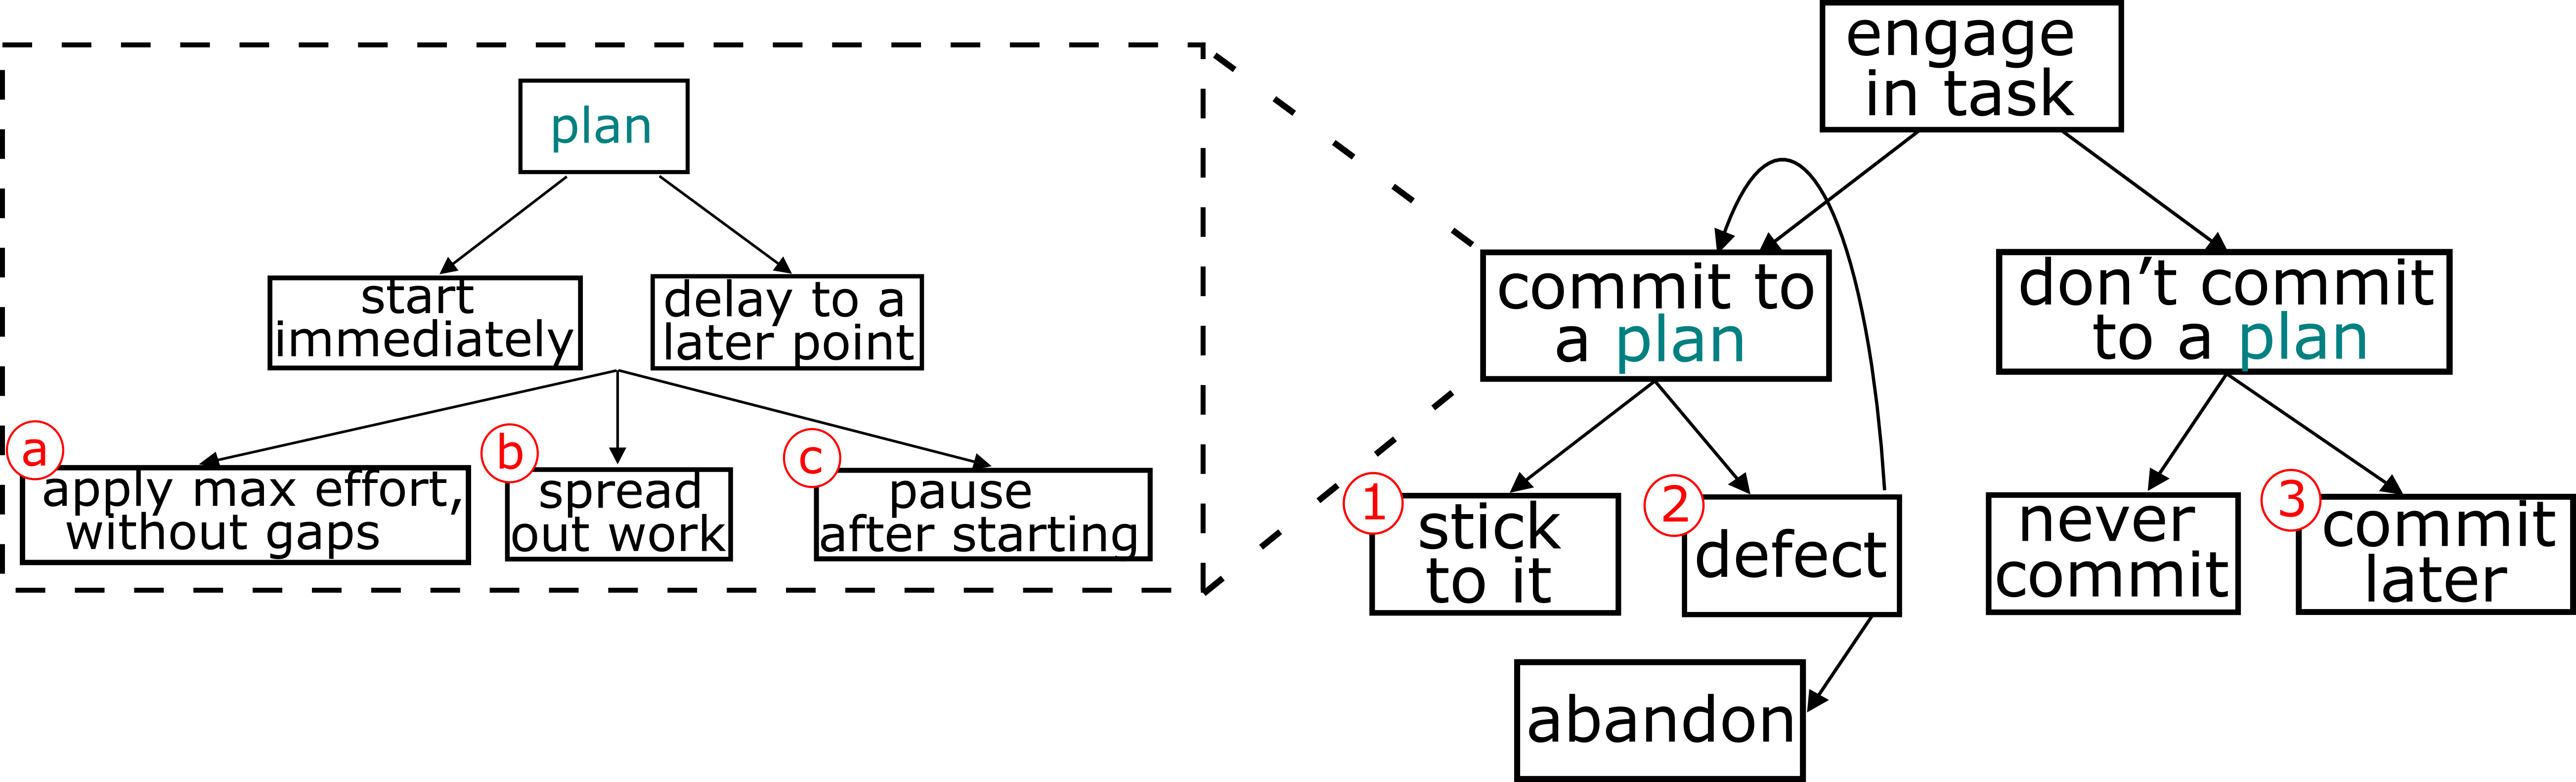 engage
in task
plan
start
immediately
delay to a
later point
a
apply max effort,
without gaps
b
spread
out work
c
pause
after starting
commit to
a plan
don't commit
to a plan
1
stick
to it
2
defect
never
commit
3
commit
later
abandon